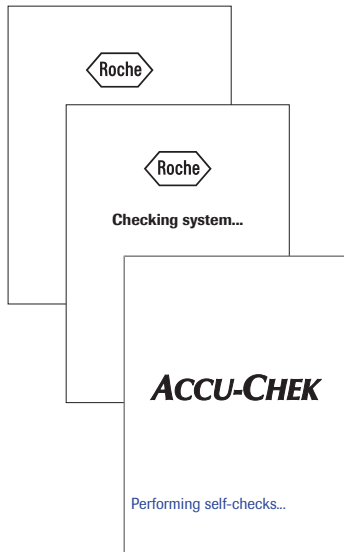 Roche
Roche
Checking system...
ACCU-CHEK
Performing self-checks...